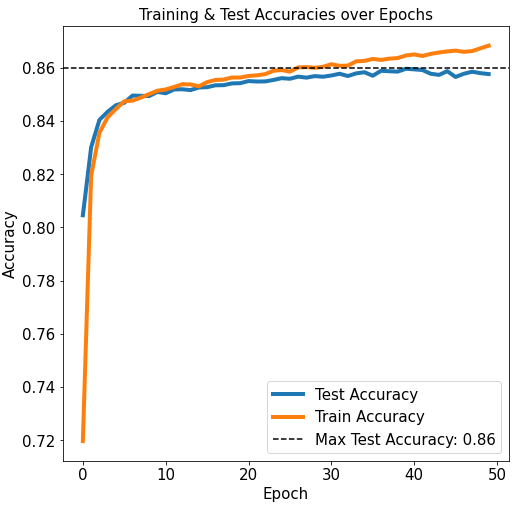 Training & Test Accuracies over Epochs
Accuracy
0.86
0.84
0.82
0.80
0.78
0.76
0.74
0.72
Test Accuracy
Train Accuracy
Max Test Accuracy: 0.86
0 10 20 30 40 50
Epoch